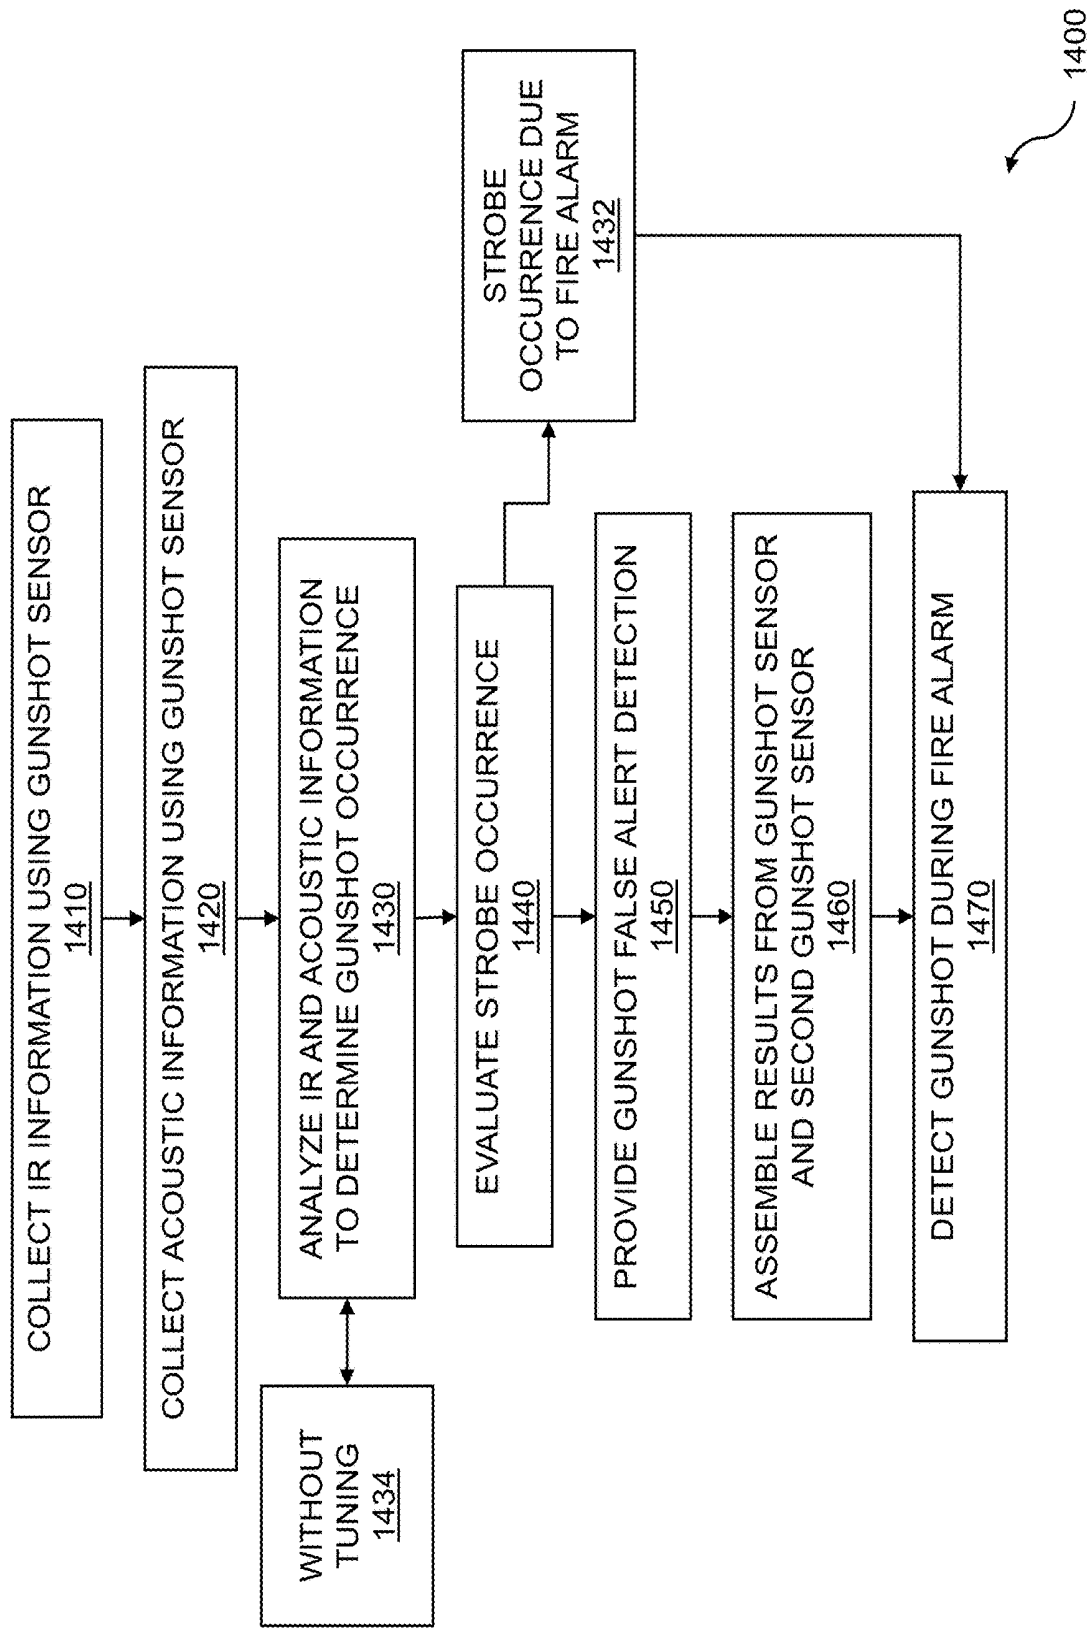 COLLECT IR INFORMATION USING GUNSHOT SENSOR
1410
COLLECT ACOUSTIC INFORMATION USING GUNSHOT SENSOR
1420
WITHOUT
TUNING
1434
ANALYZE IR AND ACOUSTIC INFORMATION
TO DETERMINE GUNSHOT OCCURRENCE
1430
EVALUATE STROBE OCCURRENCE
1440
STROBE
OCCURRENCE DUE
TO FIRE ALARM
1432
PROVIDE GUNSHOT FALSE ALERT DETECTION
1450
ASSEMBLE RESULTS FROM GUNSHOT SENSOR
AND SECOND GUNSHOT SENSOR
1460
DETECT GUNSHOT DURING FIRE ALARM
1470
1400